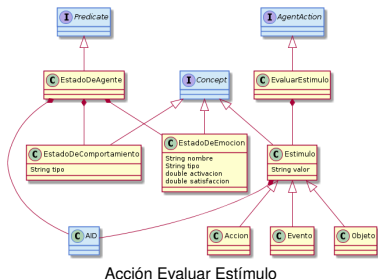 I Predicate
I AgentAction
C EstadoDeAgente
I Concept
C EvaluarEstimulo
C EstadoDeComportamiento
String tipo
C EstadoDeEmocion
String nombre
String tipo
double activacion
double satisfaccion
C Estimulo
String valor
C AID
C Accion
C Evento
C Objeto
Acción Evaluar Estímulo